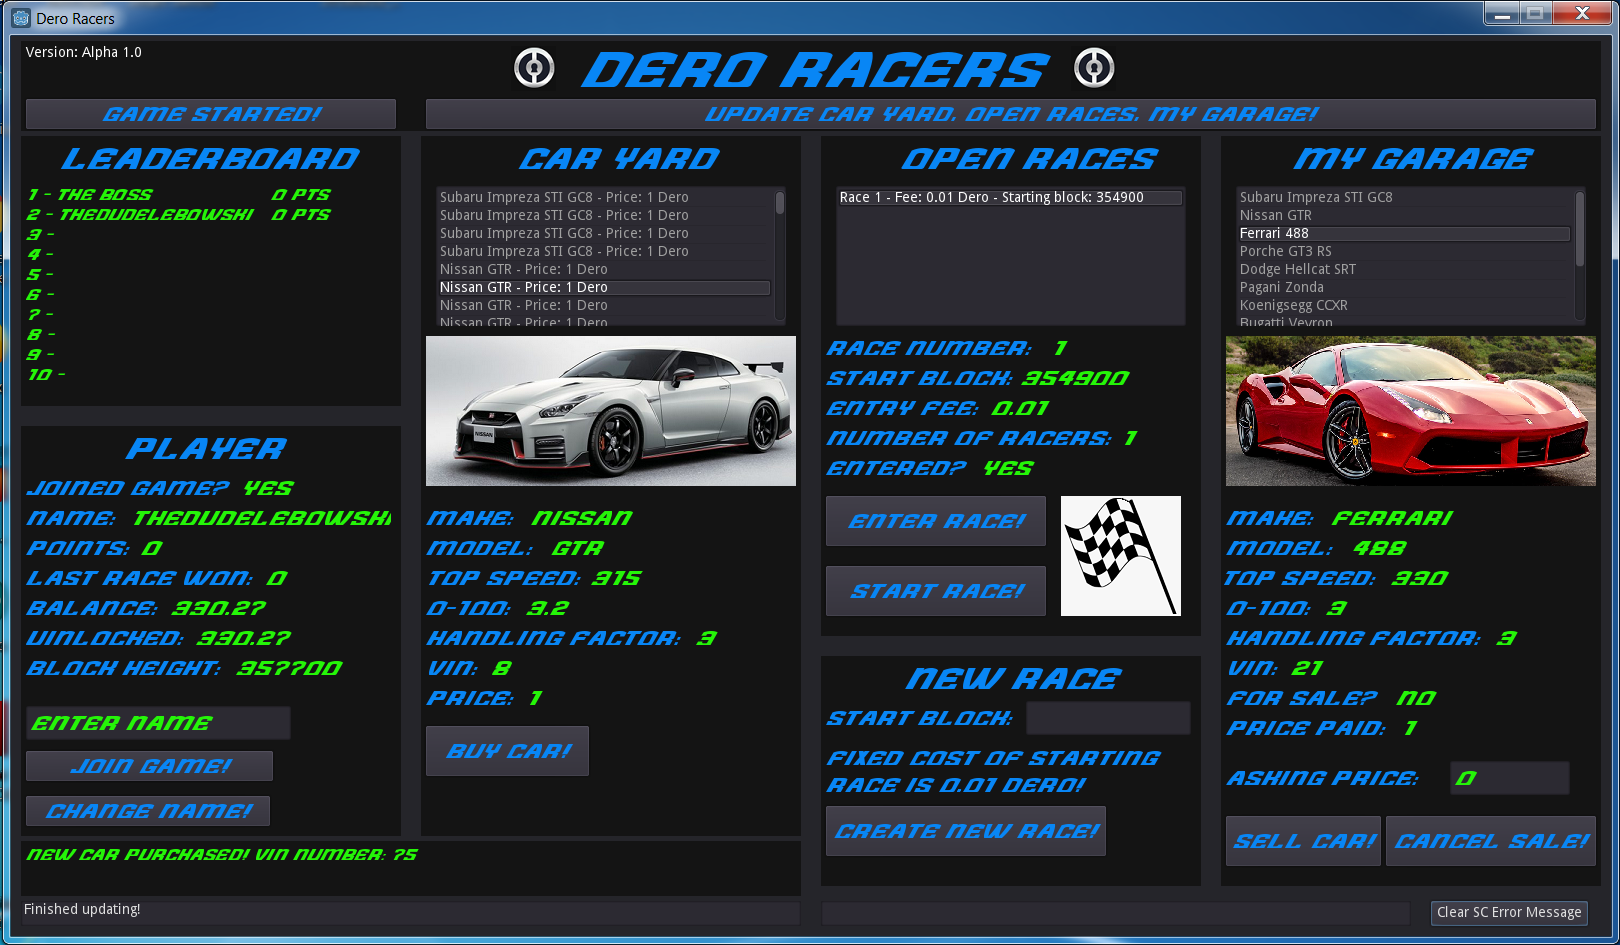 Dero Racers
Version: Alpha 1.0
DERO RACERS
GAME STARTED!
UPDATE CAR YARD, OPEN RACES, MY GARAGE!
LEADERBOARD
1 - THE BOSS 0 PTS
2 - THEDUDELEBOWSKI 0 PTS
3 -
4 -
5 -
6 -
7 -
8 -
9 -
10 -
PLAYER
JOINED GAME? YES
NAME: THEDUDELEBOWSKI
POINTS: 0
LAST RACE WON: 0
BALANCE: 330.27
UNLOCKED: 330.27
BLOCK HEIGHT: 357700
ENTER NAME
JOIN GAME!
CHANGE NAME!
NEW CAR PURCHASED! VIN NUMBER: 75
Finished updating!
CAR YARD
Subaru Impreza STI GC8 - Price: 1 Dero
Subaru Impreza STI GC8 - Price: 1 Dero
Subaru Impreza STI GC8 - Price: 1 Dero
Subaru Impreza STI GC8 - Price: 1 Dero
Nissan GTR - Price: 1 Dero
Nissan GTR - Price: 1 Dero
Nissan GTR - Price: 1 Dero
Nissan GTR - Price: 1 Dero
NISSAN
MAKE: NISSAN
MODEL: GTR
TOP SPEED: 315
0-100: 3.2
HANDLING FACTOR: 3
VIN: 8
PRICE: 1
BUY CAR!
OPEN RACES
Race 1 - Fee: 0.01 Dero - Starting block: 354900
RACE NUMBER: 1
START BLOCK: 354900
ENTRY FEE: 0.01
NUMBER OF RACERS: 1
ENTERED? YES
ENTER RACE!
START RACE!
NEW RACE
START BLOCK:
FIXED COST OF STARTING
RACE IS 0.01 DERO!
CREATE NEW RACE!
MY GARAGE
Subaru Impreza STI GC8
Nissan GTR
Ferrari 488
Porche GT3 RS
Dodge Hellcat SRT
Pagani Zonda
Koenigsegg CCXR
Bugatti Veyron
MAKE: FERRARI
MODEL: 488
TOP SPEED: 330
0-100: 3
HANDLING FACTOR: 3
VIN: 21
FOR SALE? NO
PRICE PAID: 1
ASKING PRICE: 0
SELL CAR!
CANCEL SALE!
Clear SC Error Message